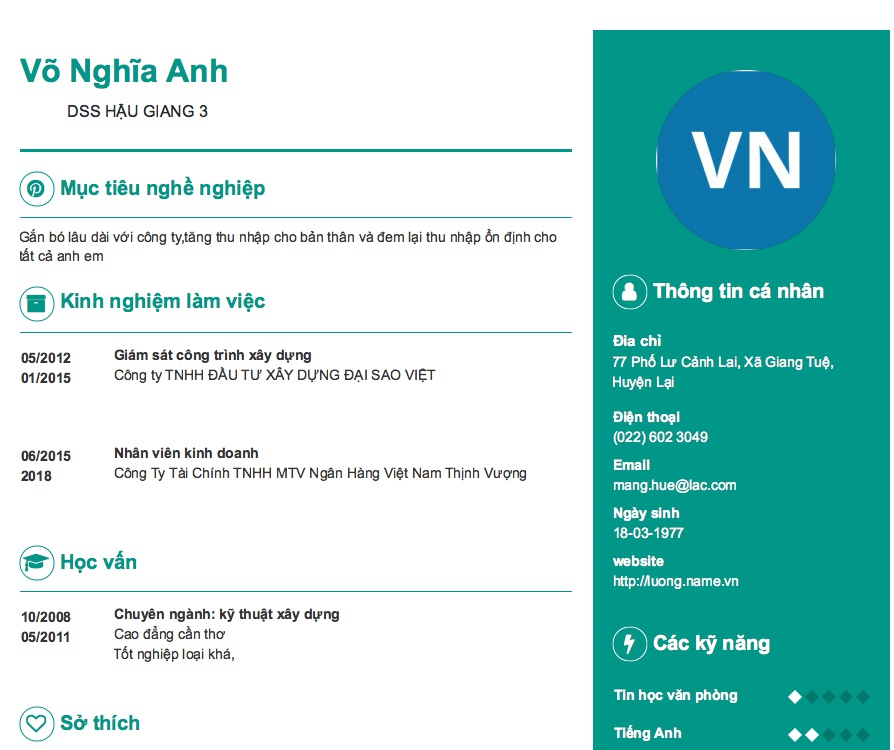 Võ Nghĩa Anh
DSS HẬU GIANG 3
Mục tiêu nghề nghiệp
Gắn bó lâu dài với công ty,tăng thu nhập cho bản thân và đem lại thu nhập ổn định cho
tất cả anh em
Kinh nghiệm làm việc
05/2012
01/2015
Giám sát công trình xây dựng
Công ty TNHH ĐẦU TƯ XÂY DỰNG ĐẠI SAO VIỆT
06/2015
2018
Nhân viên kinh doanh
Công Ty Tài Chính TNHH MTV Ngân Hàng Việt Nam Thịnh Vượng
Học vấn
10/2008
05/2011
Chuyên ngành: kỹ thuật xây dựng
Cao đẳng cần thơ
Tốt nghiệp loại khá,
Sở thích
VN
Thông tin cá nhân
Địa chỉ
77 Phố Lư Cảnh Lai, Xã Giang Tuệ,
Huyện Lại
Điện thoại
(022) 602 3049
Email
mang.hue@lac.com
Ngày sinh
18-03-1977
website
http://luong.name.vn
Các kỹ năng
Tin học văn phòng
Tiếng Anh